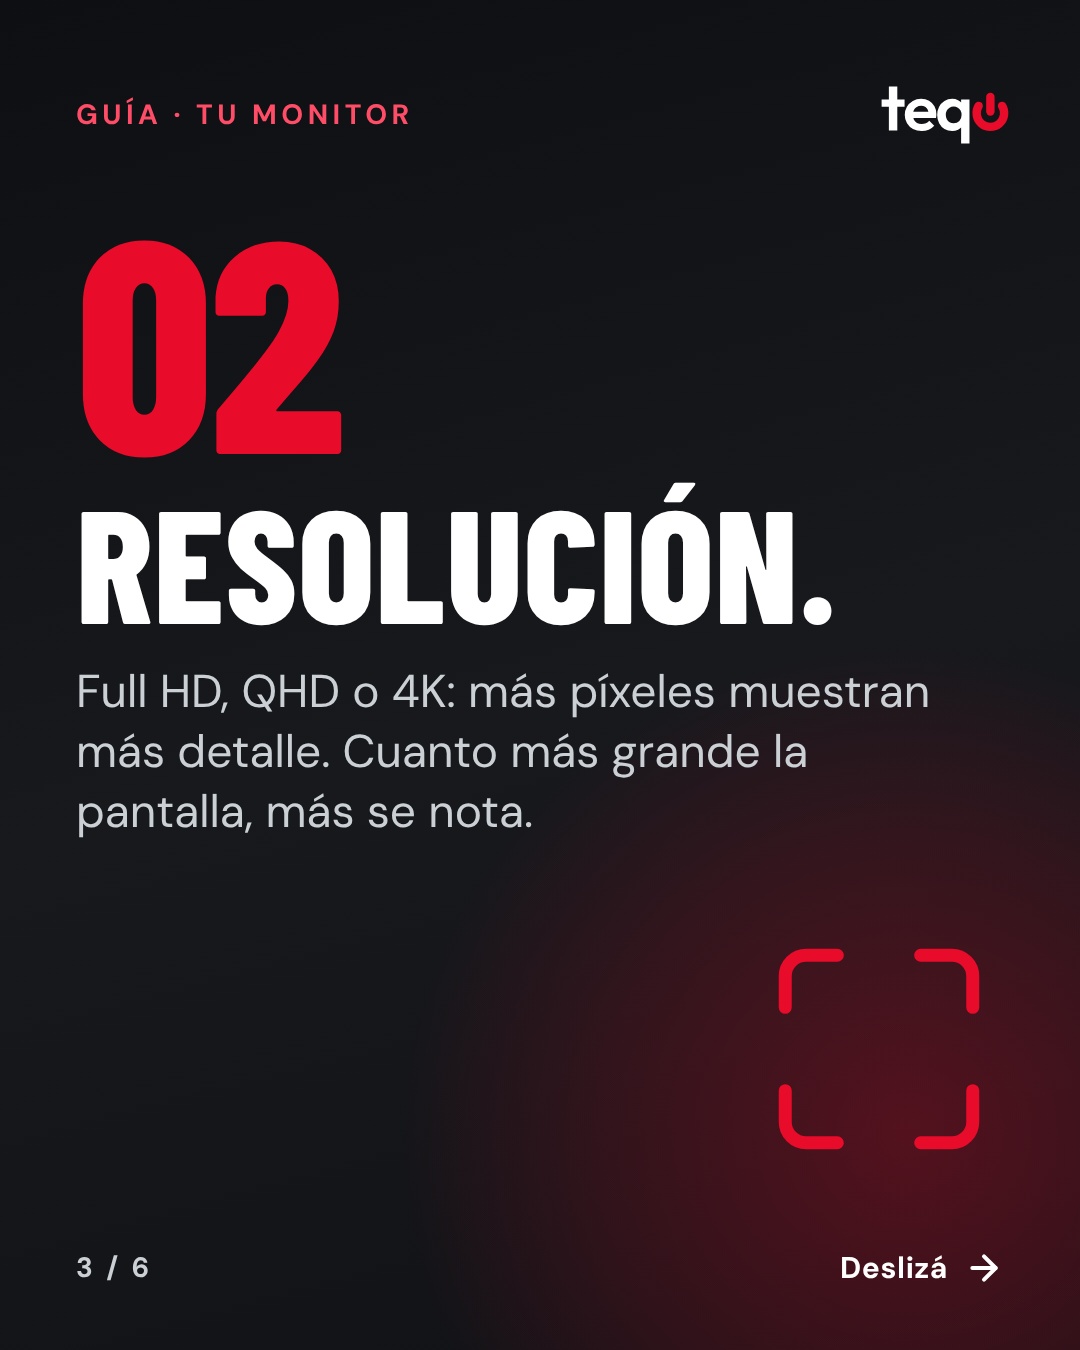 GUÍA · TU MONITOR
teqo
02
RESOLUCIÓN.
Full HD, QHD o 4K: más píxeles muestran
más detalle. Cuanto más grande la
pantalla, más se nota.
3 / 6
Deslizá →